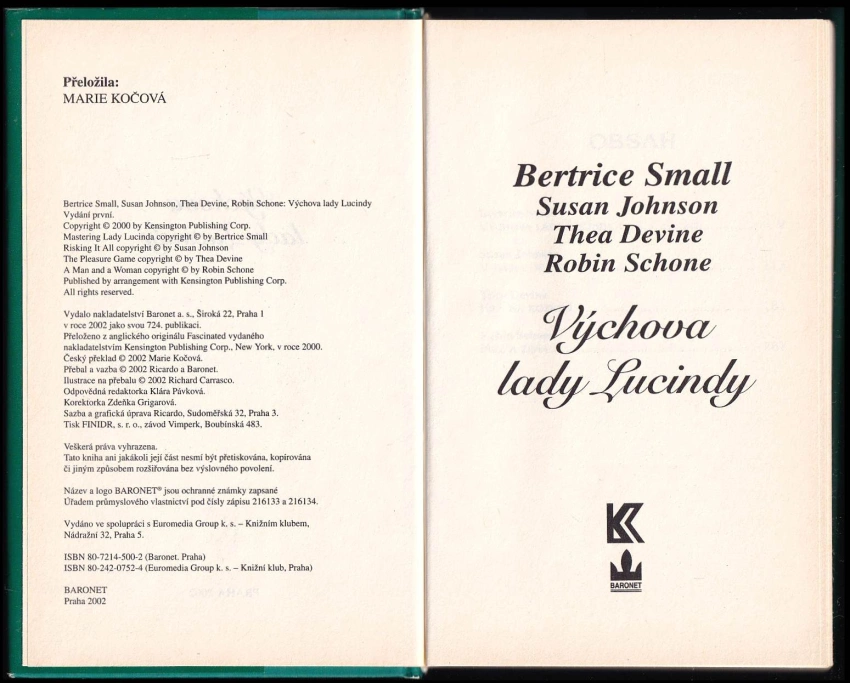 Přeložila:
MARIE KOČOVÁ
Bertrice Small, Susan Johnson, Thea Devine, Robin Schone: Výchova lady Lucindy
Vydání první.
Copyright © 2000 by Kensington Publishing Corp.
Mastering Lady Lucinda copyright © by Bertrice Small
Risking It All copyright © by Susan Johnson
The Pleasure Game copyright © by Thea Devine
A Man and a Woman copyright © by Robin Schone
Published by arrangement with Kensington Publishing Corp.
All rights reserved.
Vydalo nakladatelství Baronet a. s., Široká 22, Praha 1
v roce 2002 jako svou 724. publikaci.
Přeloženo z anglického originálu Fascinated vydaného
nakladatelstvím Kensington Publishing Corp., New York, v roce 2000.
Český překlad © 2002 Marie Kočová.
Přebal a vazba © 2002 Ricardo a Baronet.
Ilustrace na přebalu © 2002 Richard Carrasco.
Odpovědná redaktorka Klára Pávková.
Korektorka Zdeňka Grigarová.
Sazba a grafická úprava Ricardo, Sudoměřská 32, Praha 3.
Tisk FINIDR, s. r. o., závod Vimperk, Boubínská 483.
Veškerá práva vyhrazena.
Tato kniha ani jakákoli její část nesmí být přetiskována, kopírována
či jiným způsobem rozšiřována bez výslovného povolení.
Název a logo BARONET® jsou ochranné známky zapsané
Úřadem průmyslového vlastnictví pod čísly zápisu 216133 a 216134.
Vydáno ve spolupráci s Euromedia Group k. s. – Knižním klubem,
Nádražní 32, Praha 5.
ISBN 80-7214-500-2 (Baronet. Praha)
ISBN 80-242-0752-4 (Euromedia Group k. s. – Knižní klub, Praha)
BARONET
Praha 2002
Bertrice Small
Susan Johnson
Thea Devine
Robin Schone
Výchova
lady Lucindy
BARONET